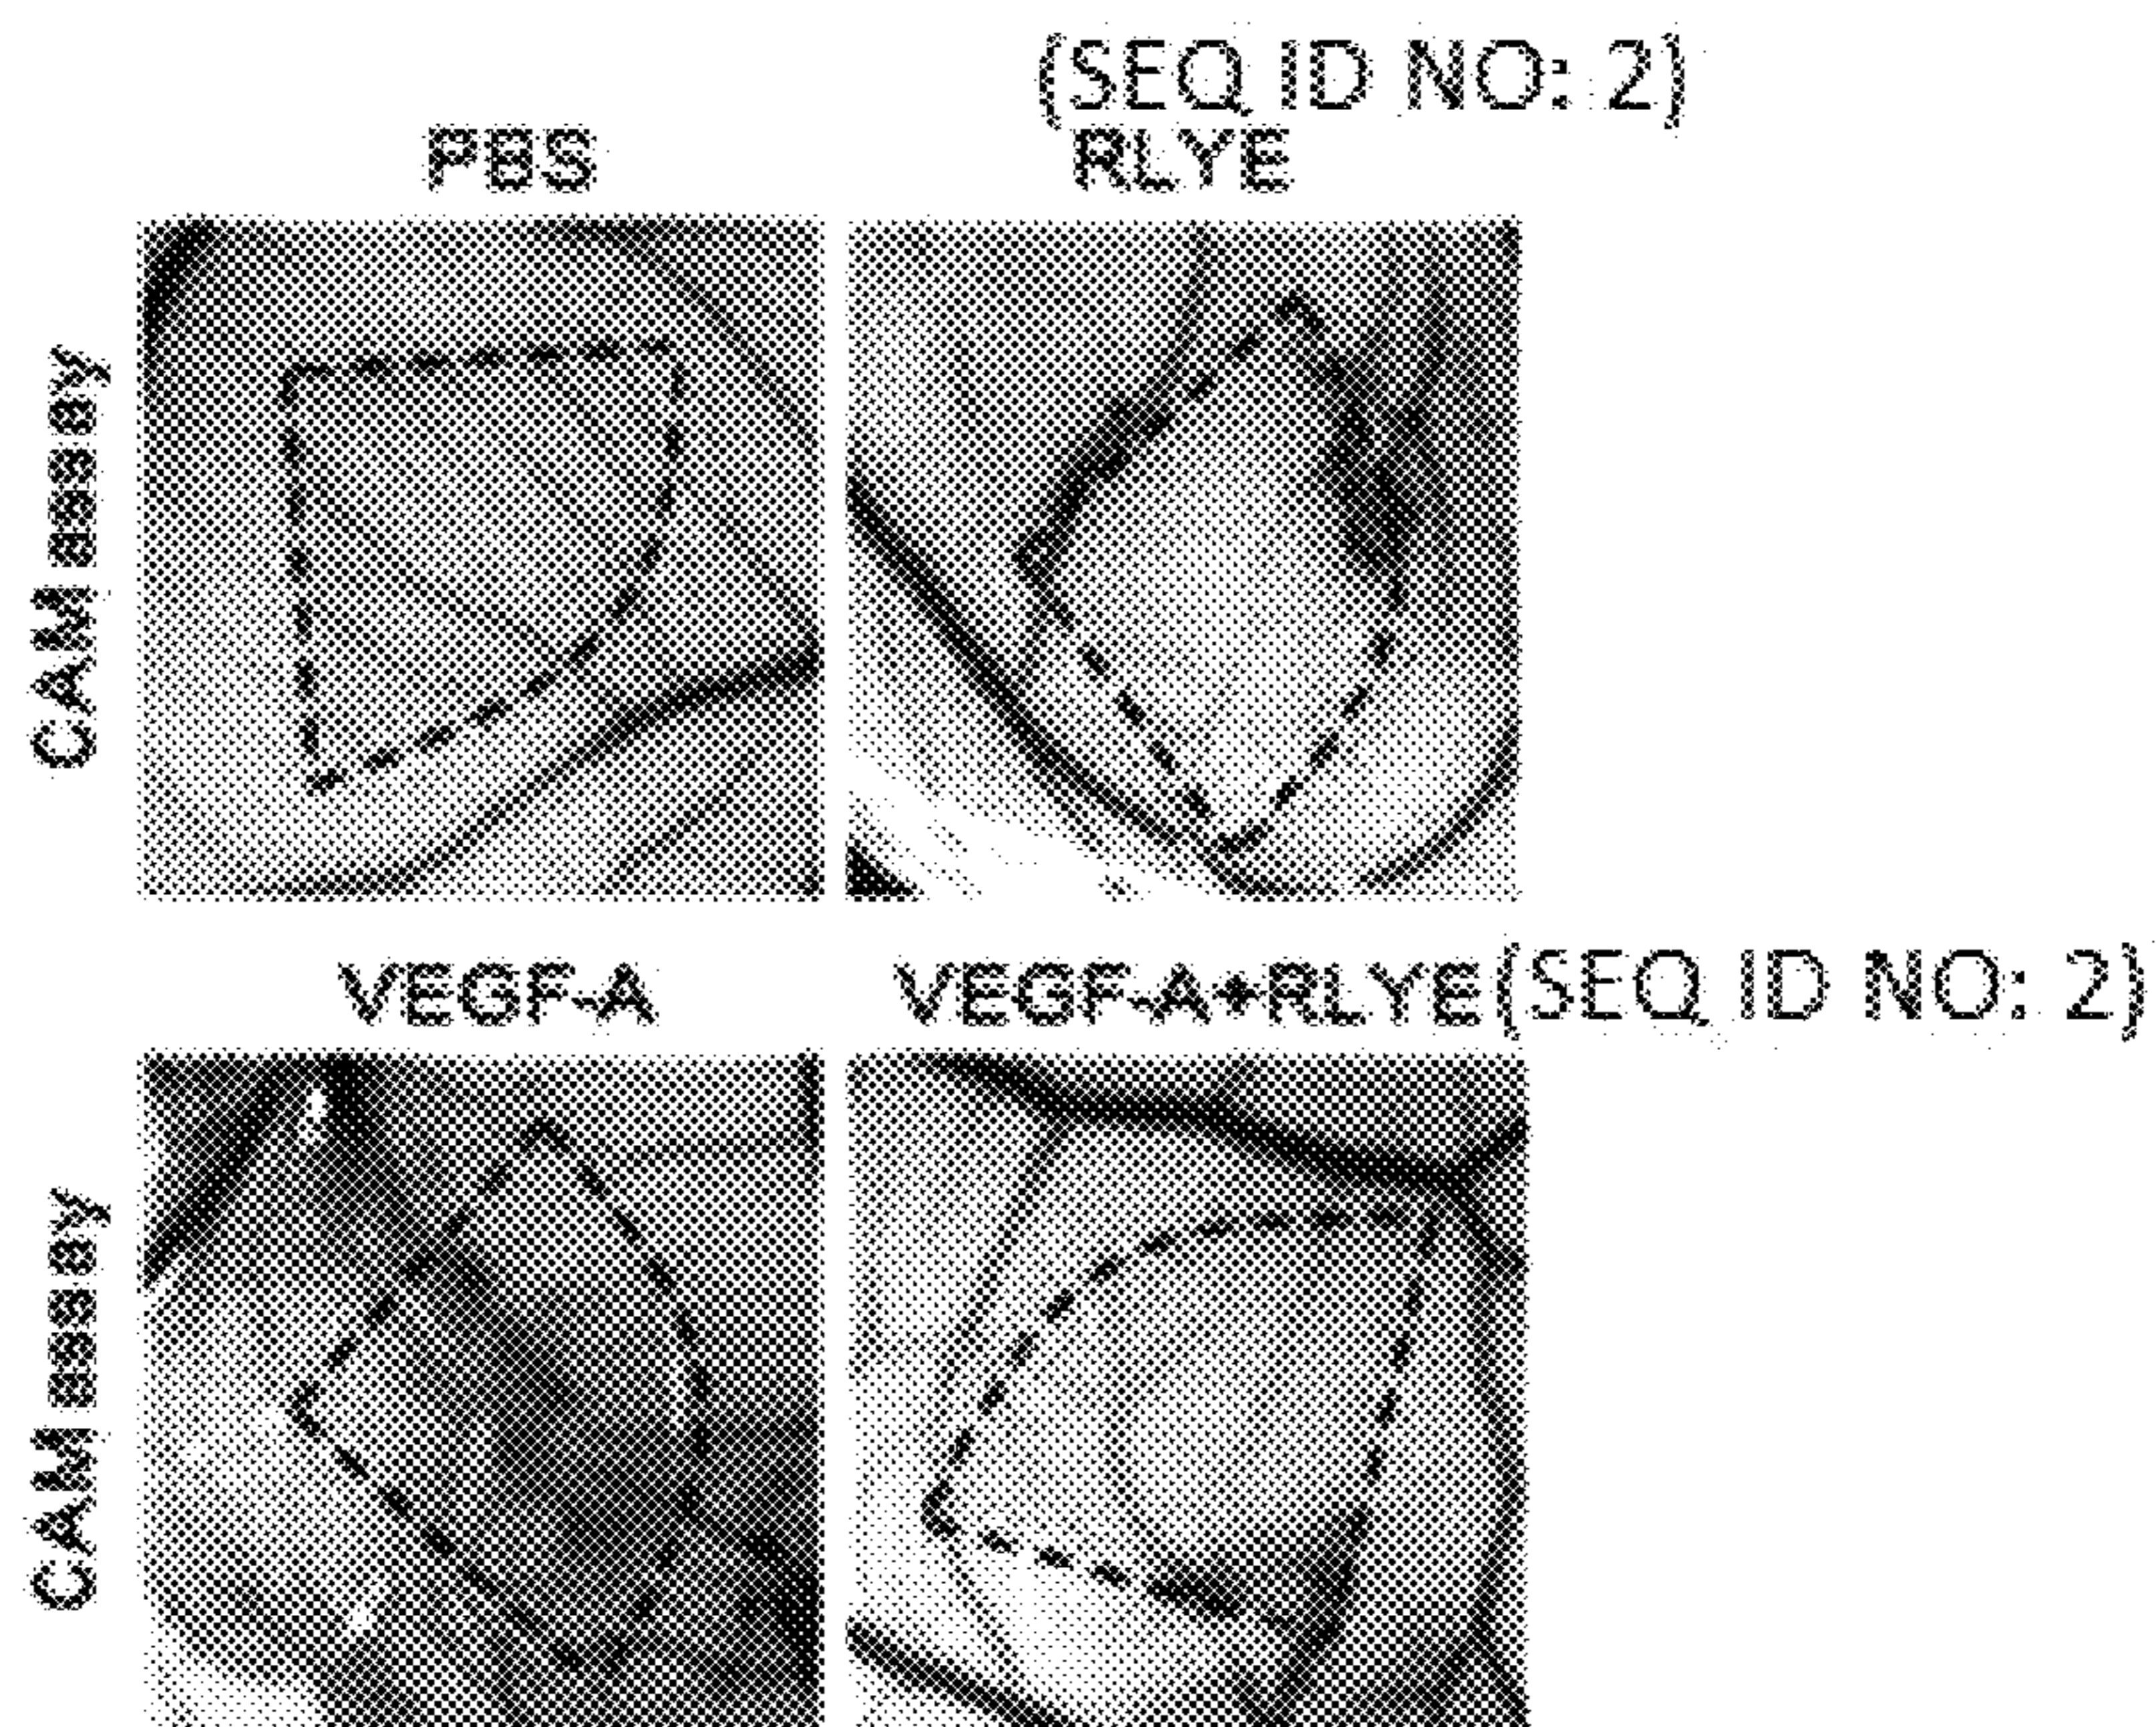 (SEQ ID NO: 2)
PBS RLYE
CAM assay
VEGF-A VEGF-A+RLYE (SEQ ID NO: 2)
CAM assay